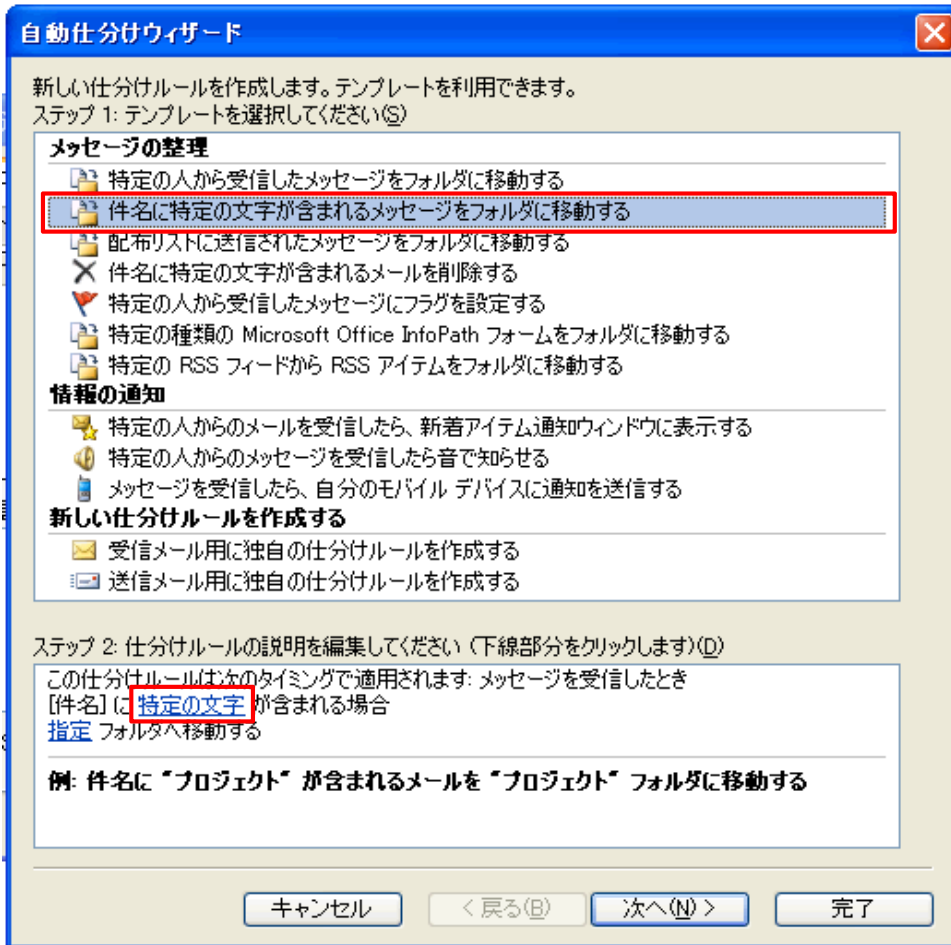 自動仕分けウィザード
新しい仕分けルールを作成します。テンプレートを利用できます。
ステップ 1: テンプレートを選択してください(S)
メッセージの整理
特定の人から受信したメッセージをフォルダに移動する
件名に特定の文字が含まれるメッセージをフォルダに移動する
配布リストに送信されたメッセージをフォルダに移動する
件名に特定の文字が含まれるメールを削除する
特定の人から受信したメッセージにフラグを設定する
特定の種類の Microsoft Office InfoPath フォームをフォルダに移動する
特定の RSS フィードから RSS アイテムをフォルダに移動する
情報の通知
特定の人からのメールを受信したら、新着アイテム通知ウィンドウに表示する
特定の人からのメッセージを受信したら音で知らせる
メッセージを受信したら、自分のモバイル デバイスに通知を送信する
新しい仕分けルールを作成する
受信メール用に独自の仕分けルールを作成する
送信メール用に独自の仕分けルールを作成する
ステップ 2: 仕分けルールの説明を編集してください (下線部分をクリックします)(D)
この仕分けルールは次のタイミングで適用されます: メッセージを受信したとき
[件名] に 特定の文字 が含まれる場合
指定 フォルダへ移動する
例: 件名に "プロジェクト" が含まれるメールを "プロジェクト" フォルダに移動する
キャンセル < 戻る(B) 次へ(N) > 完了